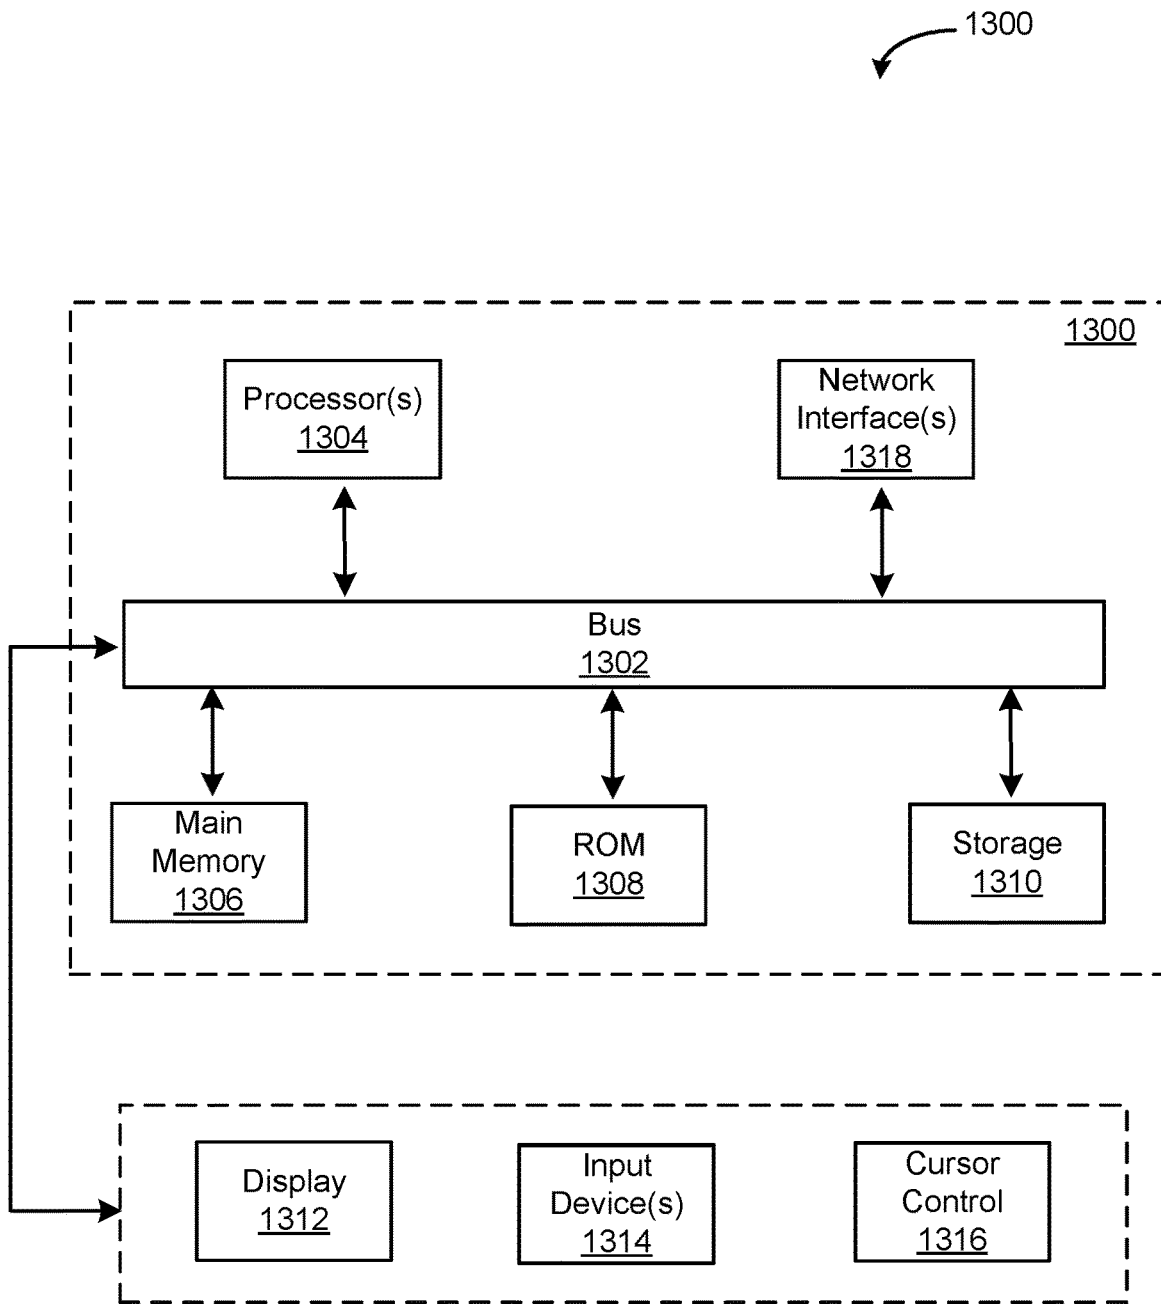 1300
1300
Processor(s)
1304
Network
Interface(s)
1318
Bus
1302
Main
Memory
1306
ROM
1308
Storage
1310
Display
1312
Input
Device(s)
1314
Cursor
Control
1316